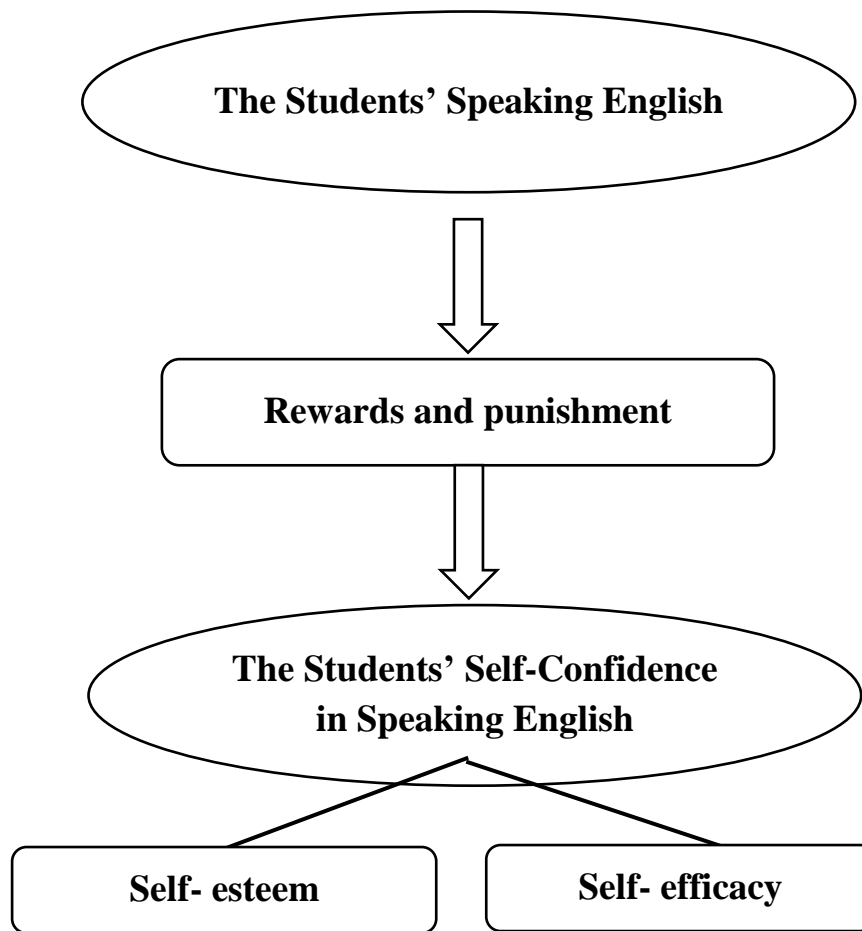 The Students’ Speaking English
Rewards and punishment
The Students’ Self-Confidence
in Speaking English
Self- esteem
Self- efficacy